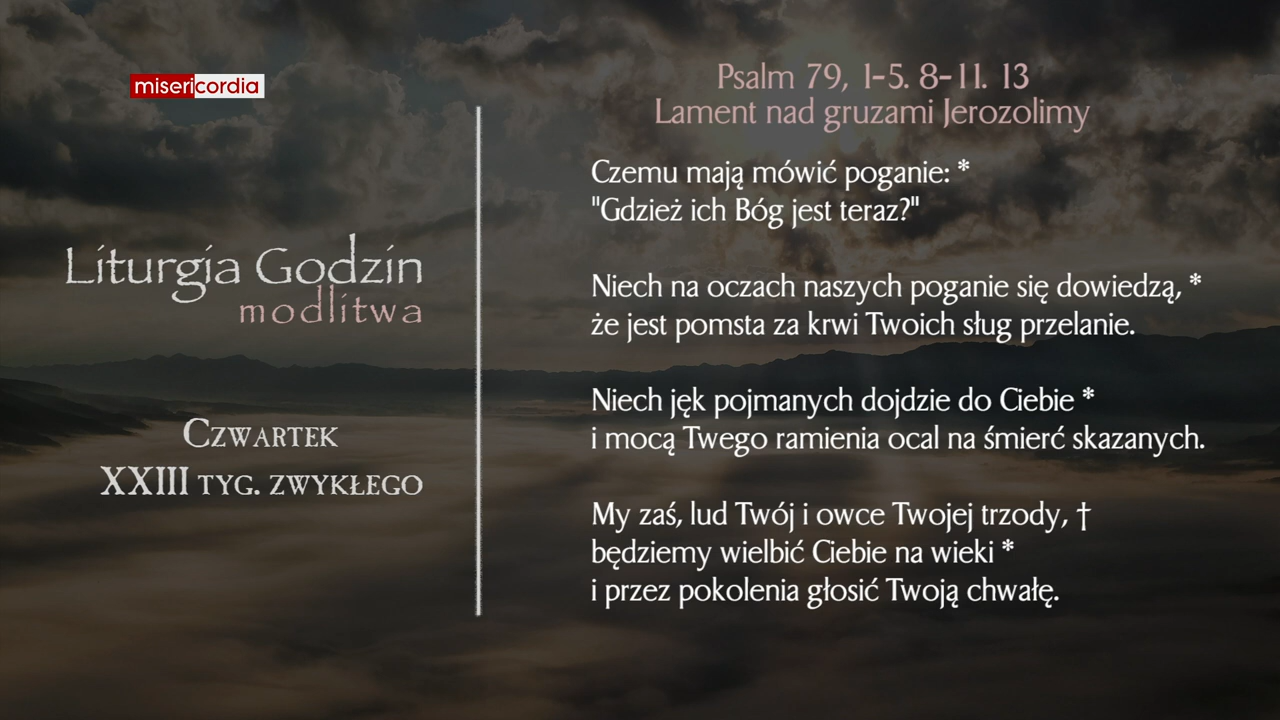 misericordia
Liturgia Godzin
modlitwa
Czwartek
XXIII tyg. zwykłego
Psalm 79, 1-5. 8-11. 13
Lament nad gruzami Jerozolimy
Czemu mają mówić poganie: *
"Gdzież ich Bóg jest teraz?"
Niech na oczach naszych poganie się dowiedzą, *
że jest pomsta za krwi Twoich sług przelanie.
Niech jęk pojmanych dojdzie do Ciebie *
i mocą Twego ramienia ocal na śmierć skazanych.
My zaś, lud Twój i owce Twojej trzody, †
będziemy wielbić Ciebie na wieki *
i przez pokolenia głosić Twoją chwałę.